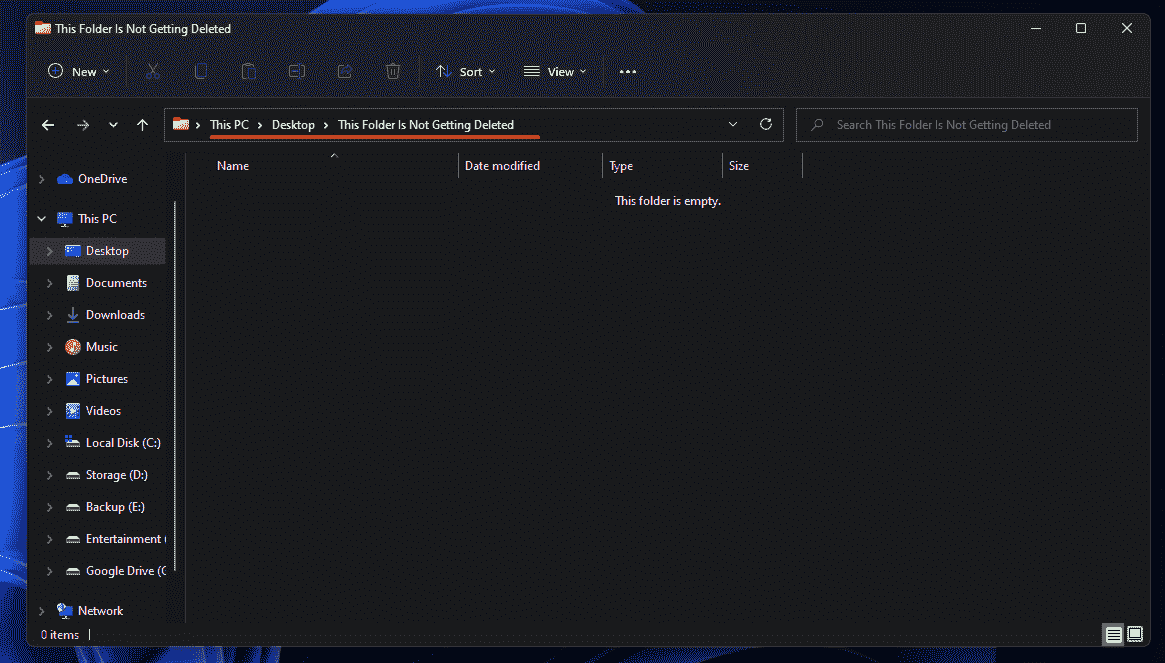 This Folder Is Not Getting Deleted
New
Sort
View
This PC > Desktop > This Folder Is Not Getting Deleted
Search This Folder Is Not Getting Deleted
Name
Date modified
Type
Size
This folder is empty.
OneDrive
This PC
Desktop
Documents
Downloads
Music
Pictures
Videos
Local Disk (C:)
Storage (D:)
Backup (E:)
Entertainment (
Google Drive (G
Network
0 items